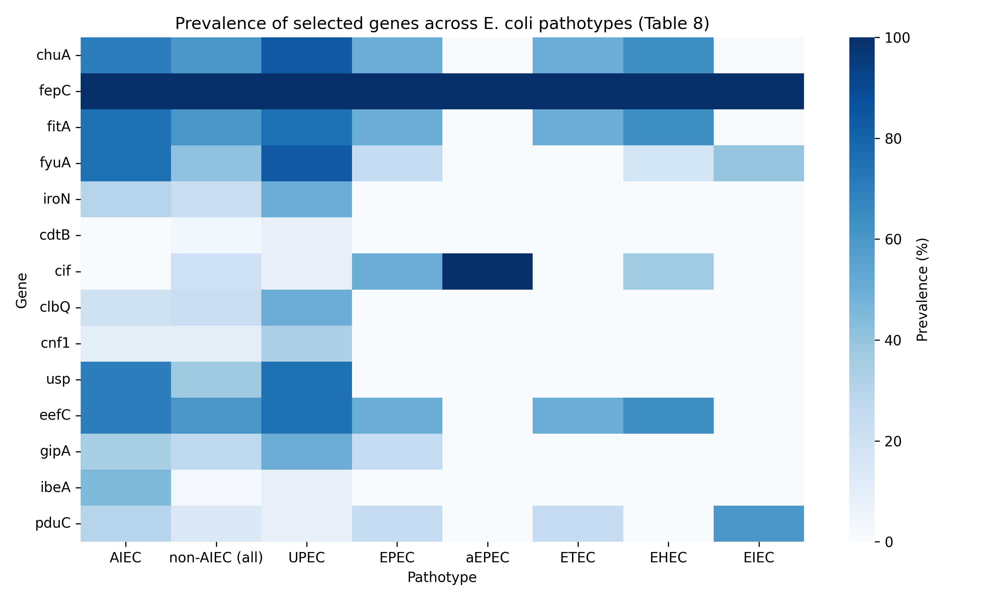 Prevalence of selected genes across E. coli pathotypes (Table 8)
Gene
chuA
fepC
fitA
fyuA
iroN
cdtB
cif
clbQ
cnf1
usp
eefC
gipA
ibeA
pduC
AIEC
non-AIEC (all)
UPEC
EPEC
aEPEC
ETEC
EHEC
EIEC
Pathotype
100
80
60
40
20
0
Prevalence (%)